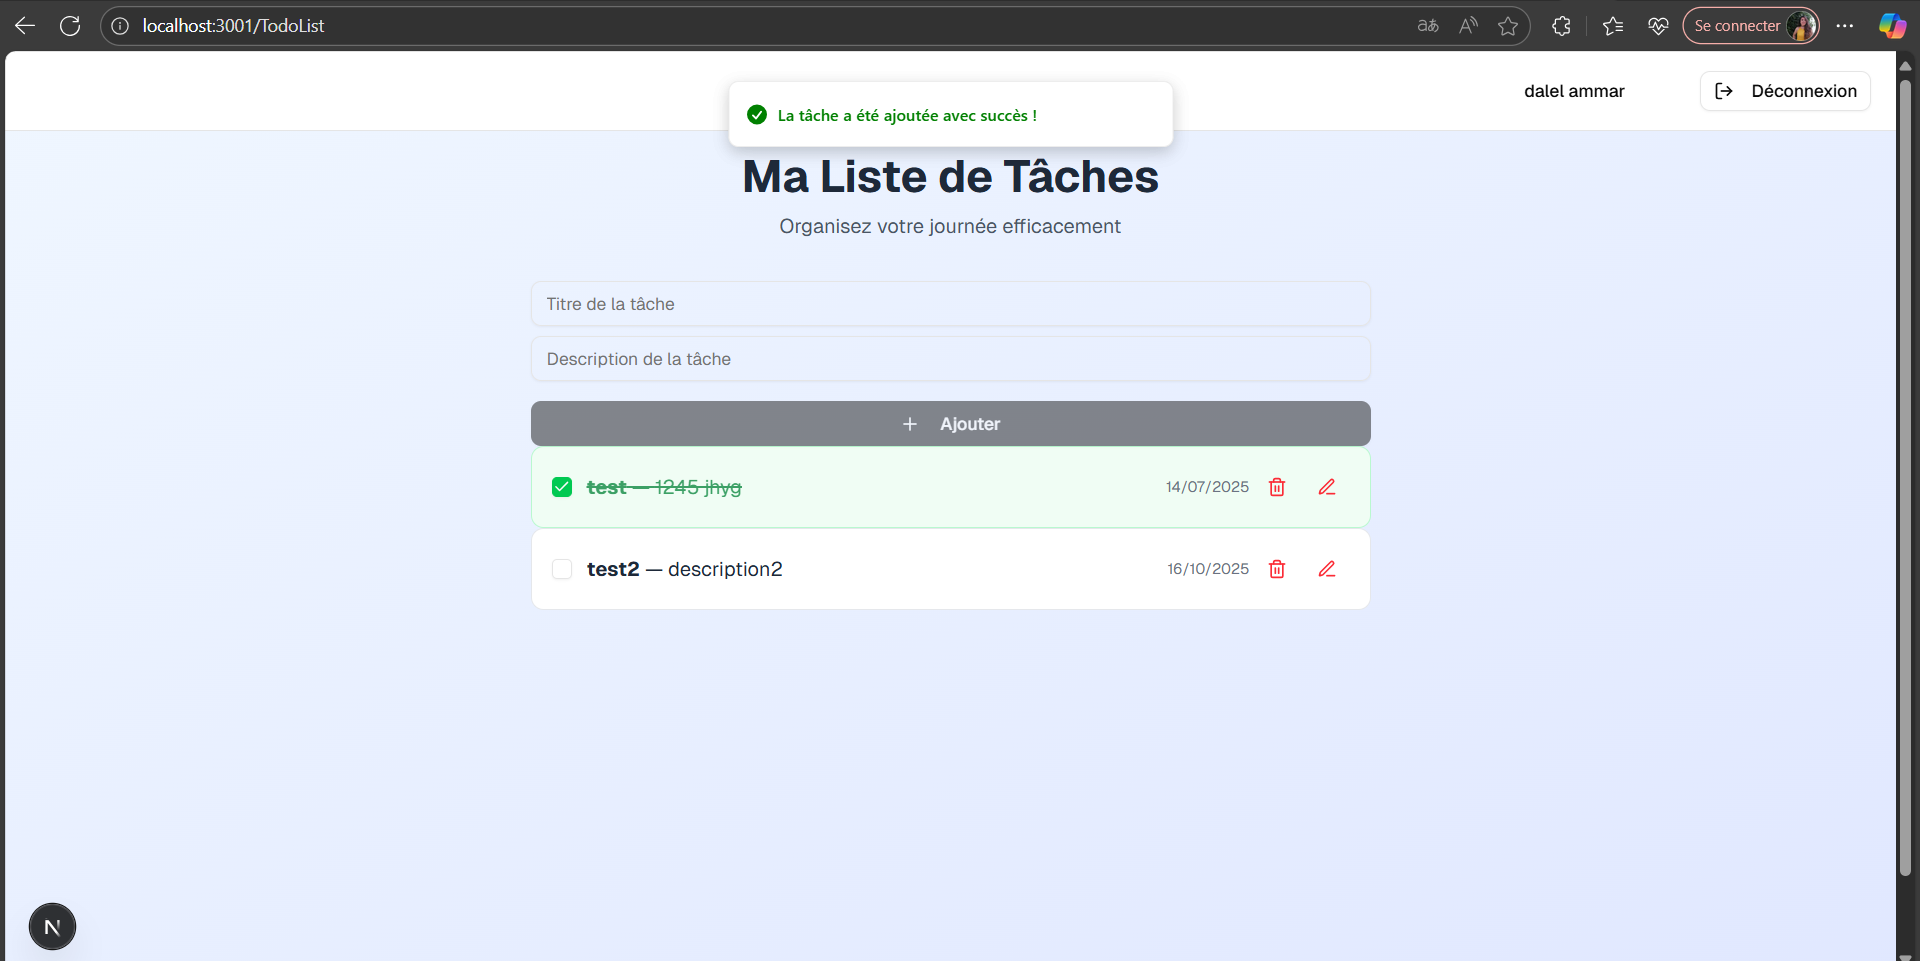 localhost:3001/TodoList
Se connecter
dalel ammar
Déconnexion
La tâche a été ajoutée avec succès !
Ma Liste de Tâches
Organisez votre journée efficacement
Titre de la tâche
Description de la tâche
+ Ajouter
test — 1245 jhyg 14/07/2025
test2 — description2 16/10/2025
N